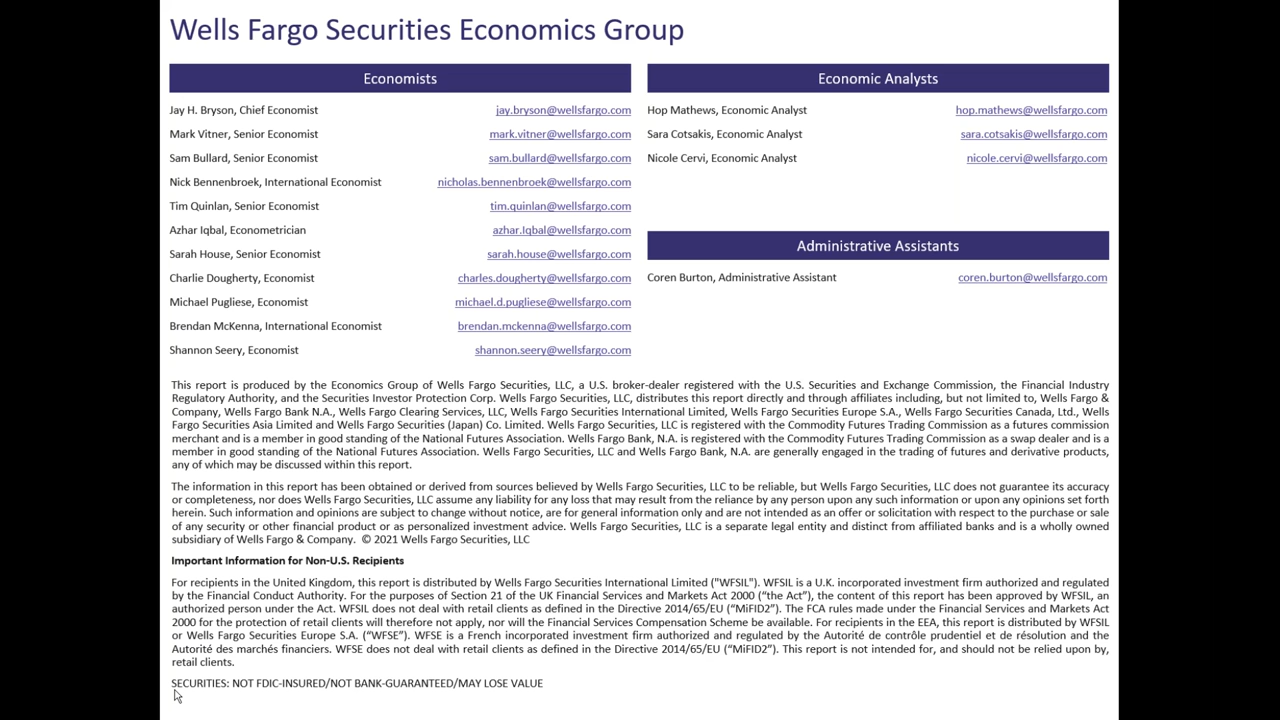 Wells Fargo Securities Economics Group
Economists
Jay H. Bryson, Chief Economist jay.bryson@wellsfargo.com
Mark Vitner, Senior Economist mark.vitner@wellsfargo.com
Sam Bullard, Senior Economist sam.bullard@wellsfargo.com
Nick Bennenbroek, International Economist nicholas.bennenbroek@wellsfargo.com
Tim Quinlan, Senior Economist tim.quinlan@wellsfargo.com
Azhar Iqbal, Econometrician azhar.Iqbal@wellsfargo.com
Sarah House, Senior Economist sarah.house@wellsfargo.com
Charlie Dougherty, Economist charles.dougherty@wellsfargo.com
Michael Pugliese, Economist michael.d.pugliese@wellsfargo.com
Brendan McKenna, International Economist brendan.mckenna@wellsfargo.com
Shannon Seery, Economist shannon.seery@wellsfargo.com
Economic Analysts
Hop Mathews, Economic Analyst hop.mathews@wellsfargo.com
Sara Cotsakis, Economic Analyst sara.cotsakis@wellsfargo.com
Nicole Cervi, Economic Analyst nicole.cervi@wellsfargo.com
Administrative Assistants
Coren Burton, Administrative Assistant coren.burton@wellsfargo.com
This report is produced by the Economics Group of Wells Fargo Securities, LLC, a U.S. broker-dealer registered with the U.S. Securities and Exchange Commission, the Financial Industry
Regulatory Authority, and the Securities Investor Protection Corp. Wells Fargo Securities, LLC, distributes this report directly and through affiliates including, but not limited to, Wells Fargo &
Company, Wells Fargo Bank N.A., Wells Fargo Clearing Services, LLC, Wells Fargo Securities International Limited, Wells Fargo Securities Europe S.A., Wells Fargo Securities Canada, Ltd., Wells
Fargo Securities Asia Limited and Wells Fargo Securities (Japan) Co. Limited. Wells Fargo Securities, LLC is registered with the Commodity Futures Trading Commission as a futures commission
merchant and is a member in good standing of the National Futures Association. Wells Fargo Bank, N.A. is registered with the Commodity Futures Trading Commission as a swap dealer and is a
member in good standing of the National Futures Association. Wells Fargo Securities, LLC and Wells Fargo Bank, N.A. are generally engaged in the trading of futures and derivative products,
any of which may be discussed within this report.
The information in this report has been obtained or derived from sources believed by Wells Fargo Securities, LLC to be reliable, but Wells Fargo Securities, LLC does not guarantee its accuracy
or completeness, nor does Wells Fargo Securities, LLC assume any liability for any loss that may result from the reliance by any person upon any such information or upon any opinions set forth
herein. Such information and opinions are subject to change without notice, are for general information only and are not intended as an offer or solicitation with respect to the purchase or sale
of any security or other financial product or as personalized investment advice. Wells Fargo Securities, LLC is a separate legal entity and distinct from affiliated banks and is a wholly owned
subsidiary of Wells Fargo & Company. © 2021 Wells Fargo Securities, LLC
Important Information for Non-U.S. Recipients
For recipients in the United Kingdom, this report is distributed by Wells Fargo Securities International Limited ("WFSIL"). WFSIL is a U.K. incorporated investment firm authorized and regulated
by the Financial Conduct Authority. For the purposes of Section 21 of the UK Financial Services and Markets Act 2000 (“the Act”), the content of this report has been approved by WFSIL, an
authorized person under the Act. WFSIL does not deal with retail clients as defined in the Directive 2014/65/EU (“MiFID2”). The FCA rules made under the Financial Services and Markets Act
2000 for the protection of retail clients will therefore not apply, nor will the Financial Services Compensation Scheme be available. For recipients in the EEA, this report is distributed by WFSIL
or Wells Fargo Securities Europe S.A. (“WFSE”). WFSE is a French incorporated investment firm authorized and regulated by the Autorité de contrôle prudentiel et de résolution and the
Autorité des marchés financiers. WFSE does not deal with retail clients as defined in the Directive 2014/65/EU (“MiFID2”). This report is not intended for, and should not be relied upon by,
retail clients.
SECURITIES: NOT FDIC-INSURED/NOT BANK-GUARANTEED/MAY LOSE VALUE